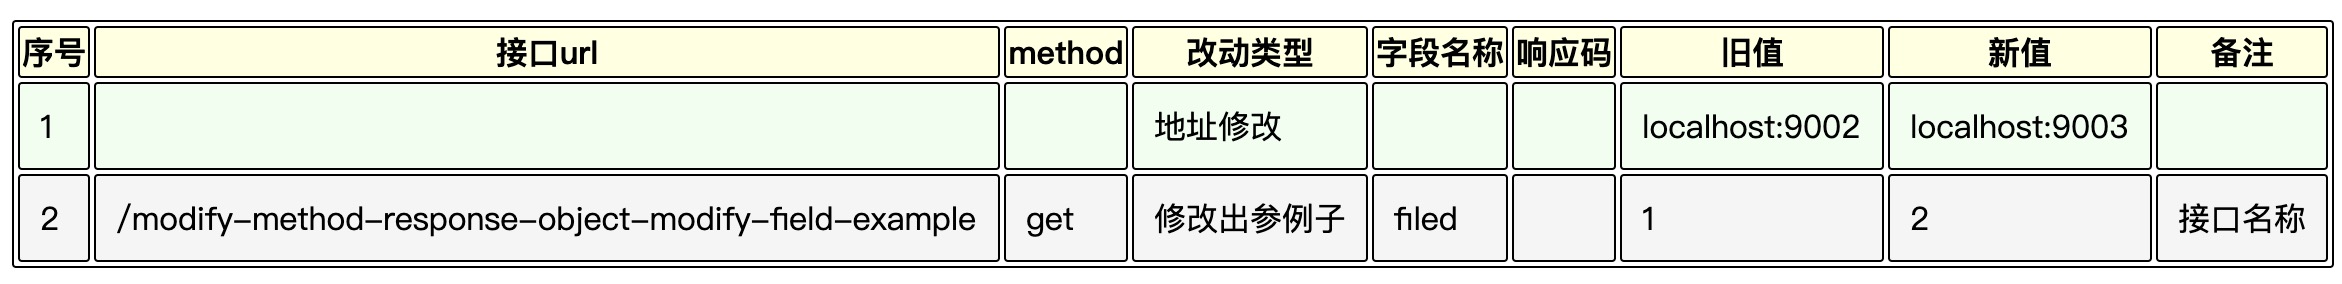 序号 接口url method 改动类型 字段名称 响应码 旧值 新值 备注
1 地址修改 localhost:9002 localhost:9003
2 /modify-method-response-object-modify-field-example get 修改出参例子 filed 1 2 接口名称